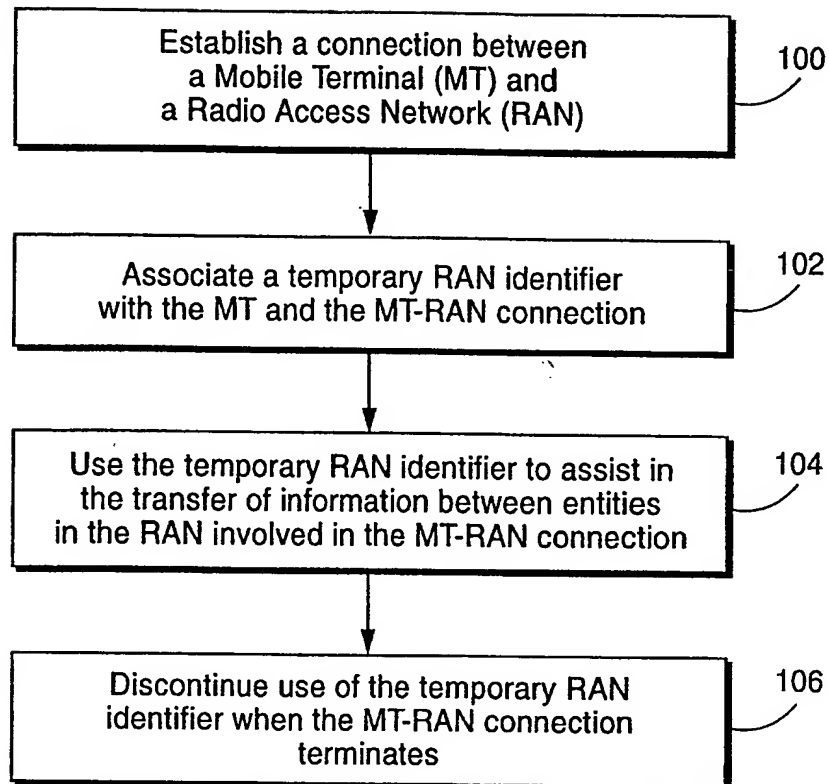 Establish a connection between
a Mobile Terminal (MT) and
a Radio Access Network (RAN)
100
Associate a temporary RAN identifier
with the MT and the MT-RAN connection
102
Use the temporary RAN identifier to assist in
the transfer of information between entities
in the RAN involved in the MT-RAN connection
104
Discontinue use of the temporary RAN
identifier when the MT-RAN connection
terminates
106